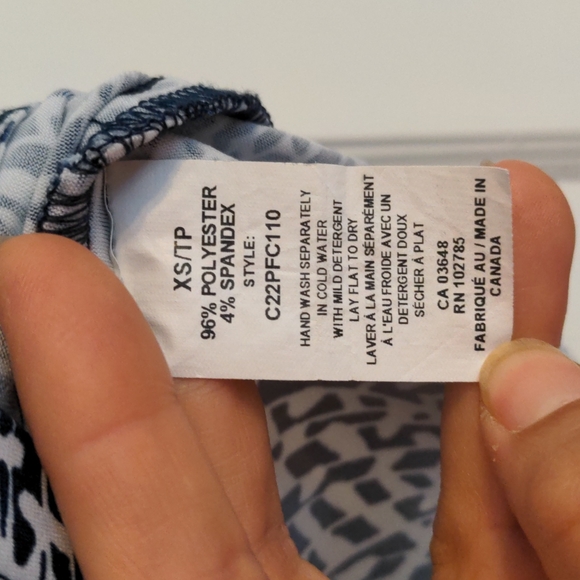 XS/TP
96% POLYESTER
4% SPANDEX
STYLE:
C22PFC110
HAND WASH SEPARATELY
IN COLD WATER
WITH MILD DETERGENT
LAY FLAT TO DRY
LAVER À LA MAIN SÉPARÉMENT
À L'EAU FROIDE AVEC UN
DETERGENT DOUX
SÉCHER À PLAT
CA 03648
RN 102785
FABRIQUÉ AU / MADE IN
CANADA